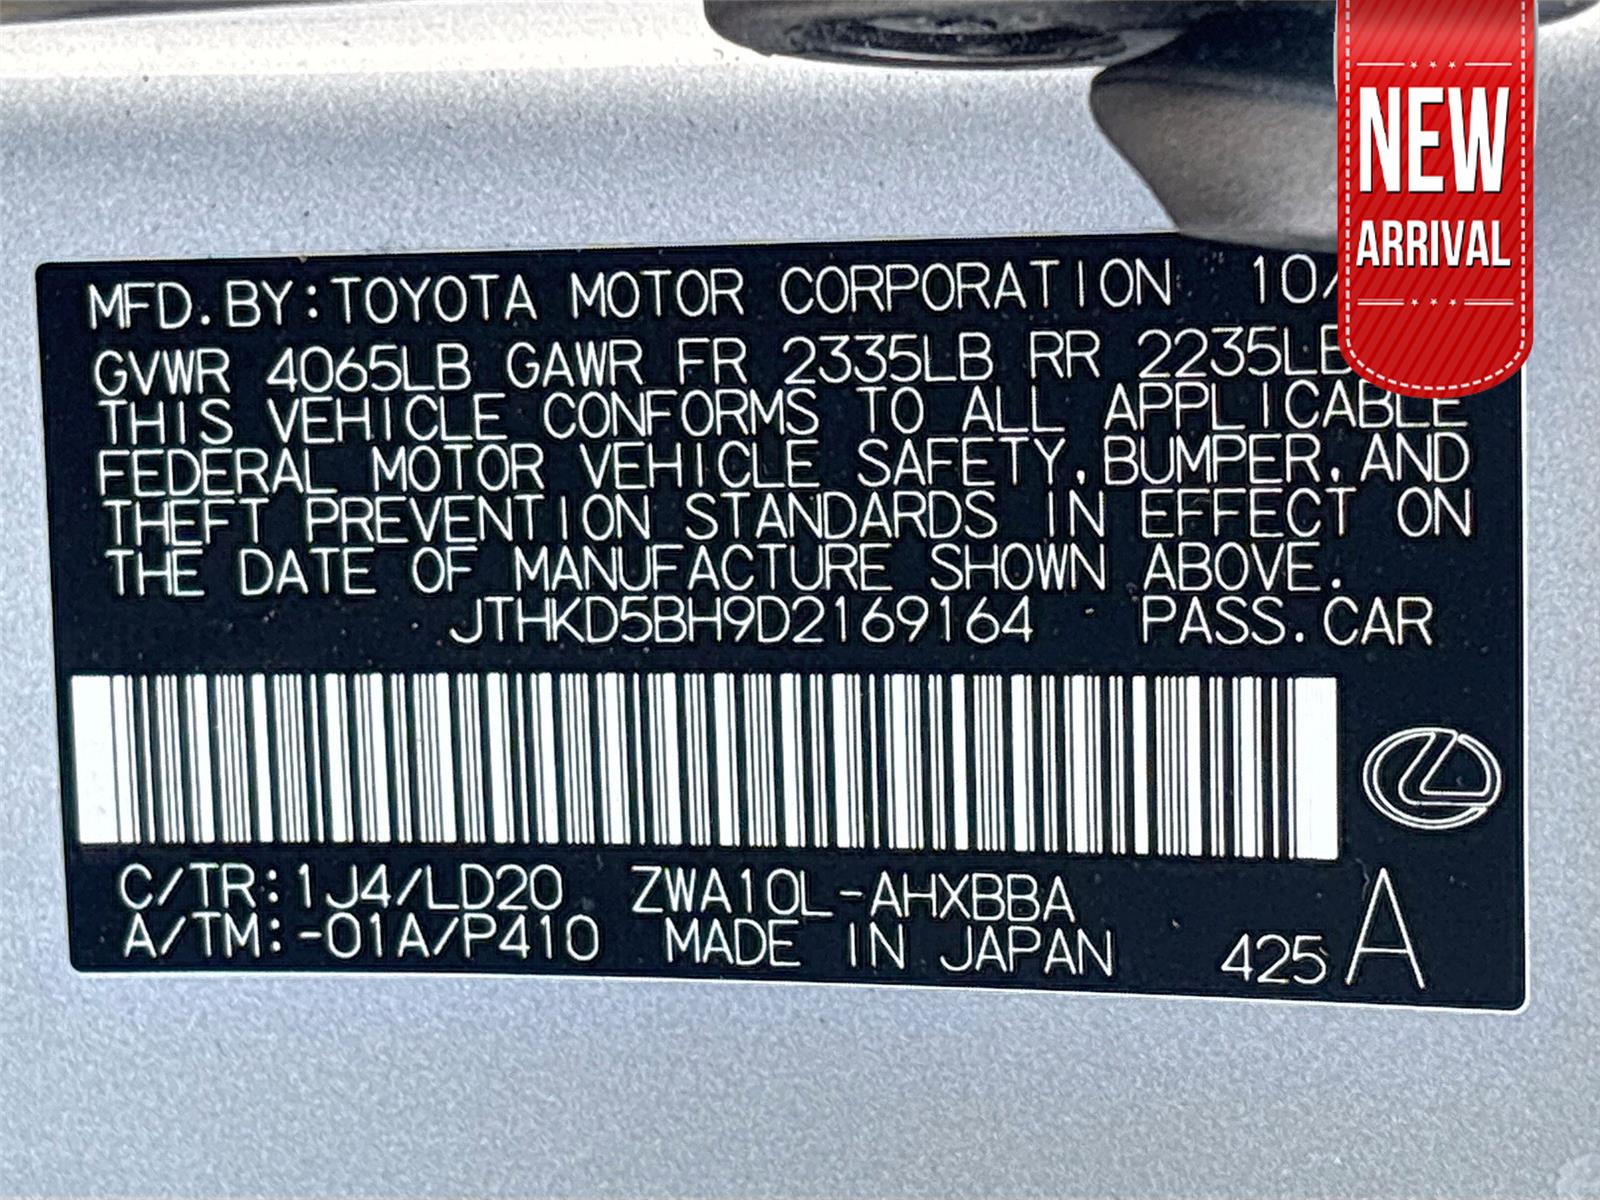 NEW
ARRIVAL
MFD. BY: TOYOTA MOTOR CORPORATION 10/
GVWR 4065LB GAWR FR 2335LB RR 2235LB
THIS VEHICLE CONFORMS TO ALL APPLICABLE
FEDERAL MOTOR VEHICLE SAFETY, BUMPER, AND
THEFT PREVENTION STANDARDS IN EFFECT ON
THE DATE OF MANUFACTURE SHOWN ABOVE.
JTHKD5BH9D2169164 PASS. CAR
C/TR: 1J4/LD20 ZWA10L-AHXBBA
A/TM: -01A/P410 MADE IN JAPAN 425 A